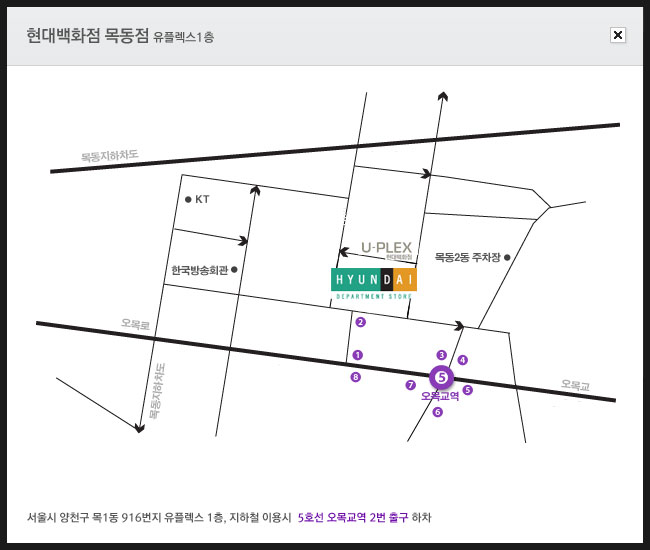 현대백화점 목동점 유플렉스1층
목동지하차도
KT
U-PLEX
현대백화점
한국방송회관
목동2동 주차장
HYUNDAI
DEPARTMENT STORE
오목로
2
1
3
4
8
7
5
5
오목교
오목교역
6
목동지하차도
서울시 양천구 목1동 916번지 유플렉스 1층, 지하철 이용시 5호선 오목교역 2번 출구 하차